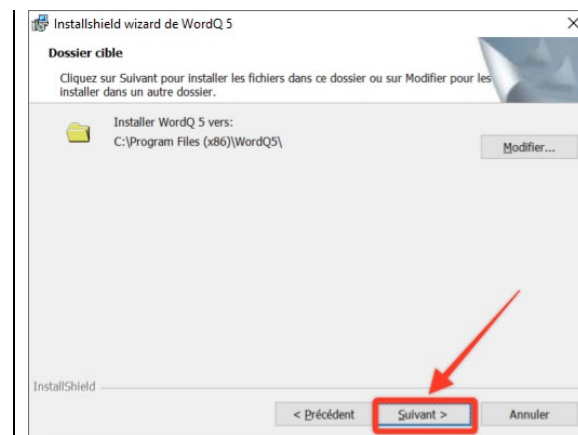 Installshield wizard de WordQ 5
Dossier cible
Cliquez sur Suivant pour installer les fichiers dans ce dossier ou sur Modifier pour les
installer dans un autre dossier.
Installer WordQ 5 vers:
C:\Program Files (x86)\WordQ5\
Modifier...
InstallShield
< Précédent
Suivant >
Annuler